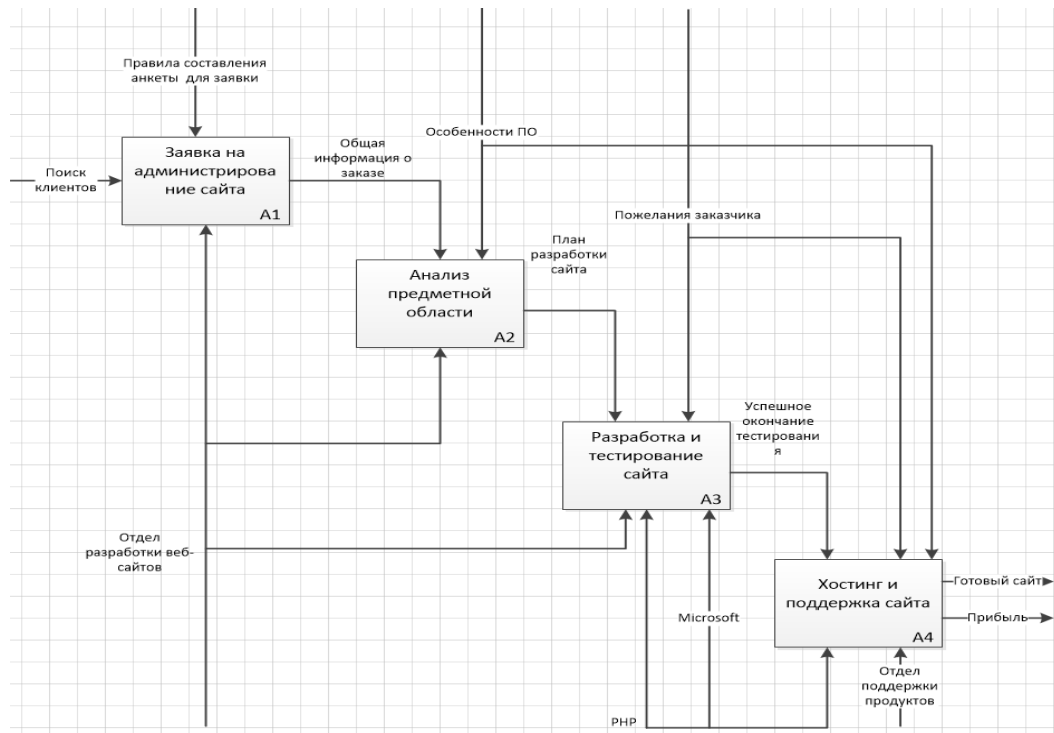 Правила составления
анкеты для заявки
Заявка на
администрирова
ние сайта
A1
Поиск
клиентов
Общая
информация о
заказе
Особенности ПО
Пожелания заказчика
Анализ
предметной
области
A2
План
разработки
сайта
Разработка и
тестирование
сайта
A3
Успешное
окончание
тестировани
я
Отдел
разработки веб-
сайтов
Хостинг и
поддержка сайта
A4
Готовый сайт
Прибыль
Microsoft
PHP
Отдел
поддержки
продуктов